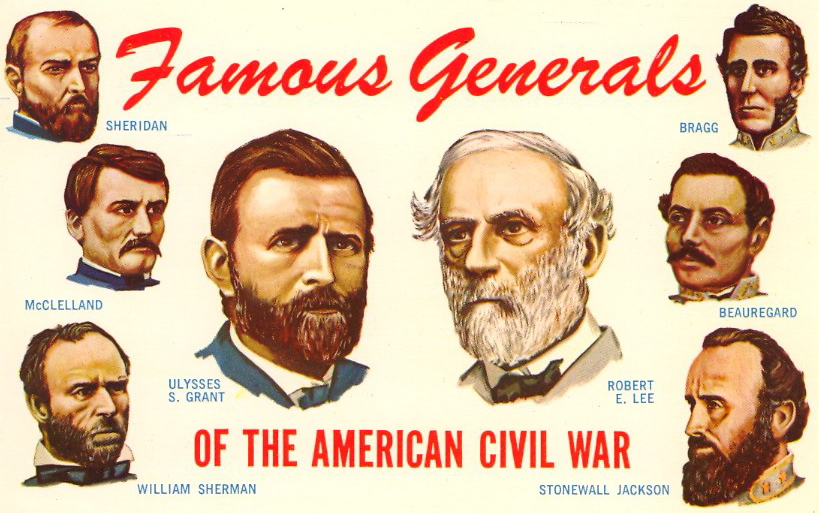 Famous Generals
SHERIDAN
BRAGG
McCLELLAND
BEAUREGARD
ULYSSES
S. GRANT
ROBERT
E. LEE
OF THE AMERICAN CIVIL WAR
WILLIAM SHERMAN
STONEWALL JACKSON